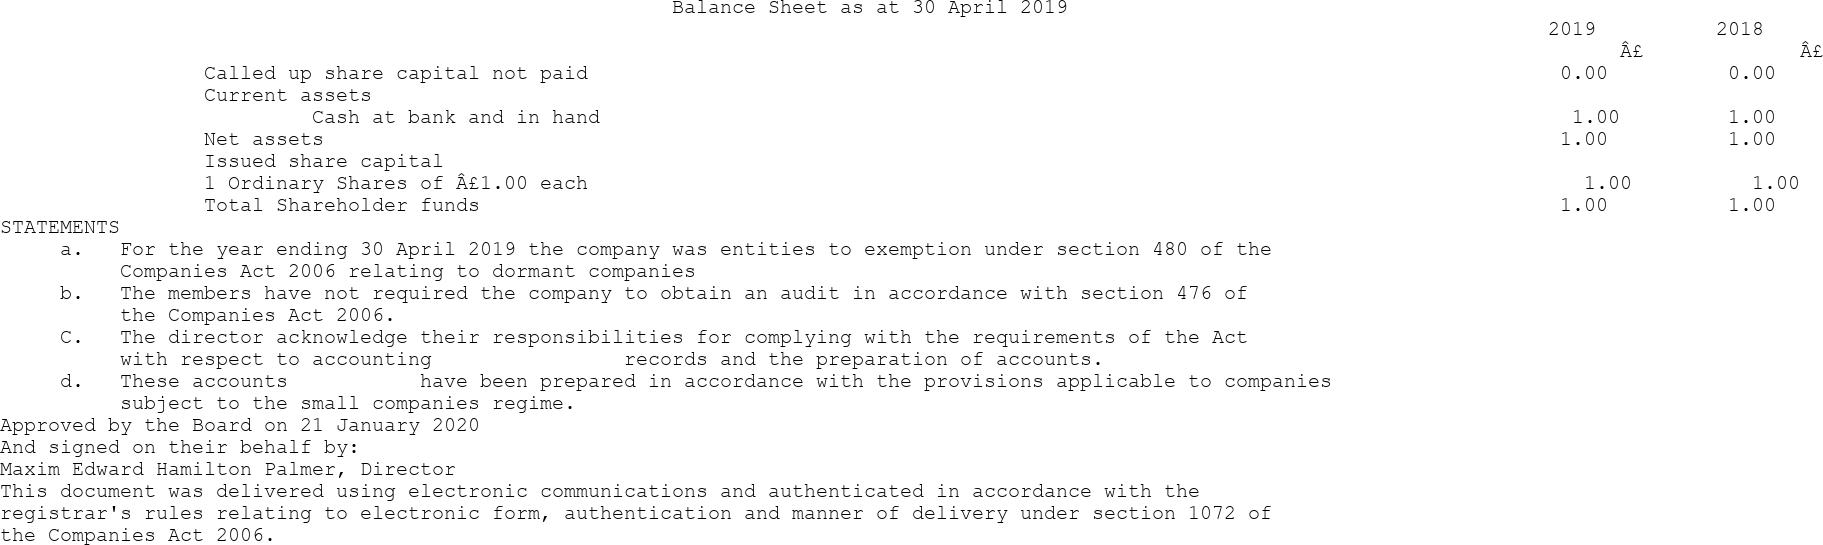 Balance Sheet as at 30 April 2019
2019 2018
Â£ Â£
Called up share capital not paid 0.00 0.00
Current assets
Cash at bank and in hand 1.00 1.00
Net assets 1.00 1.00
Issued share capital
1 Ordinary Shares of Â£1.00 each 1.00 1.00
Total Shareholder funds 1.00 1.00
STATEMENTS
a. For the year ending 30 April 2019 the company was entities to exemption under section 480 of the
Companies Act 2006 relating to dormant companies
b. The members have not required the company to obtain an audit in accordance with section 476 of
the Companies Act 2006.
C. The director acknowledge their responsibilities for complying with the requirements of the Act
with respect to accounting records and the preparation of accounts.
d. These accounts have been prepared in accordance with the provisions applicable to companies
subject to the small companies regime.
Approved by the Board on 21 January 2020
And signed on their behalf by:
Maxim Edward Hamilton Palmer, Director
This document was delivered using electronic communications and authenticated in accordance with the
registrar's rules relating to electronic form, authentication and manner of delivery under section 1072 of
the Companies Act 2006.